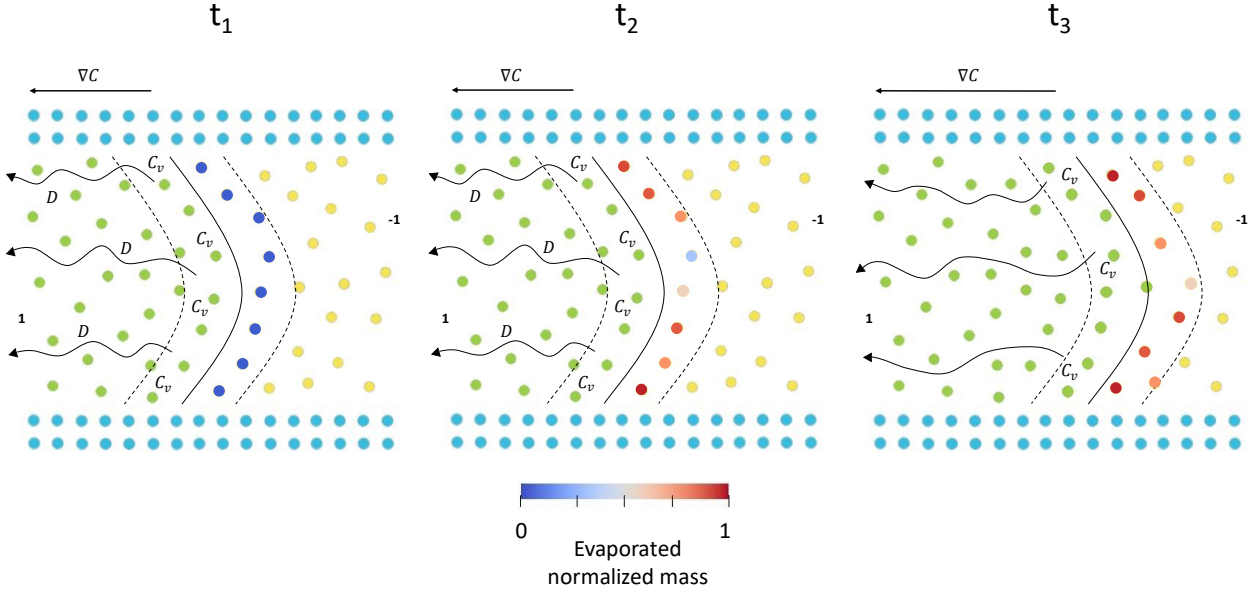 t₁
t₂
t₃
∇C
∇C
∇C
C_v
C_v
C_v
D
D
-1
-1
-1
C_v
C_v
C_v
D
D
C_v
C_v
C_v
1
1
1
D
D
C_v
C_v
C_v
0
1
Evaporated
normalized mass